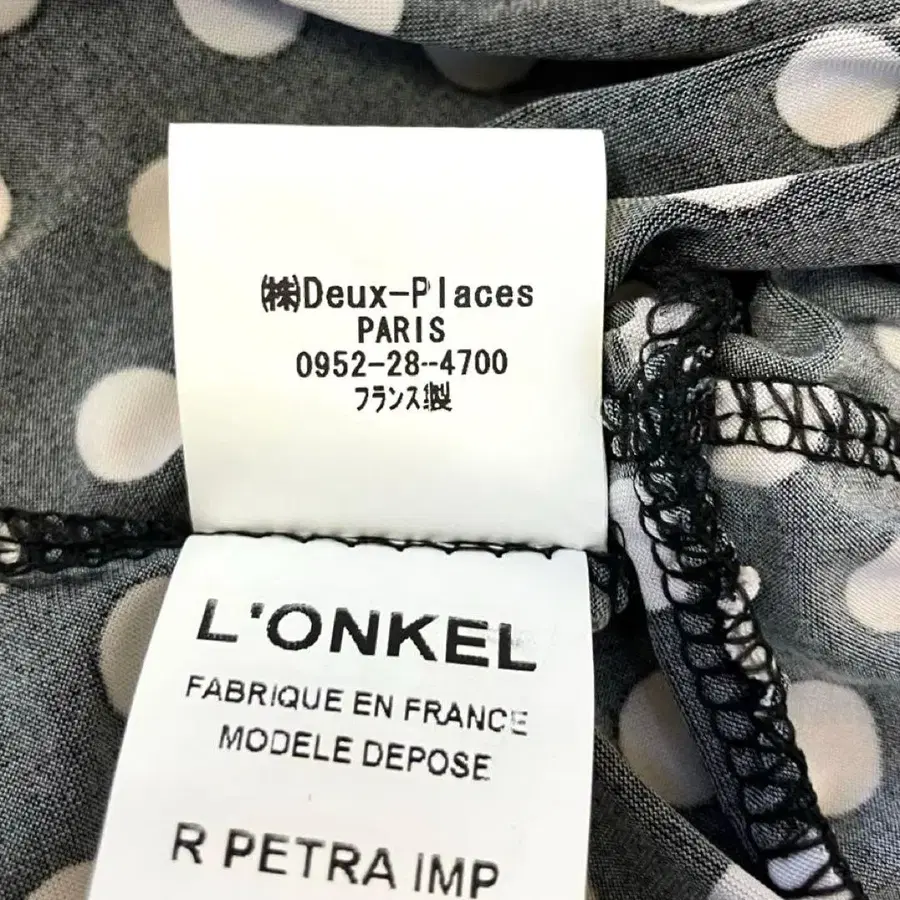 ㈱Deux-Places
PARIS
0952-28-4700
フランス製
L'ONKEL
FABRIQUE EN FRANCE
MODELE DEPOSE
R PETRA IMP